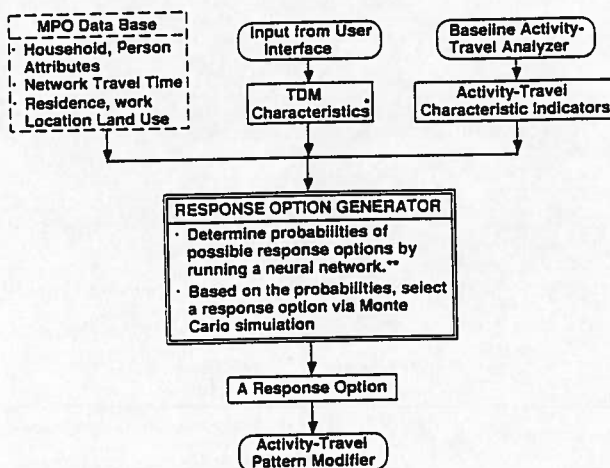 MPO Data Base
· Household, Person
Attributes
· Network Travel Time
· Residence, work
Location Land Use
Input from User
Interface
Baseline Activity-
Travel Analyzer
TDM
Characteristics*
Activity-Travel
Characteristic Indicators
RESPONSE OPTION GENERATOR
· Determine probabilities of
possible response options by
running a neural network.**
· Based on the probabilities, select
a response option via Monte
Carlo simulation
A Response Option
Activity-Travel
Pattern Modifier